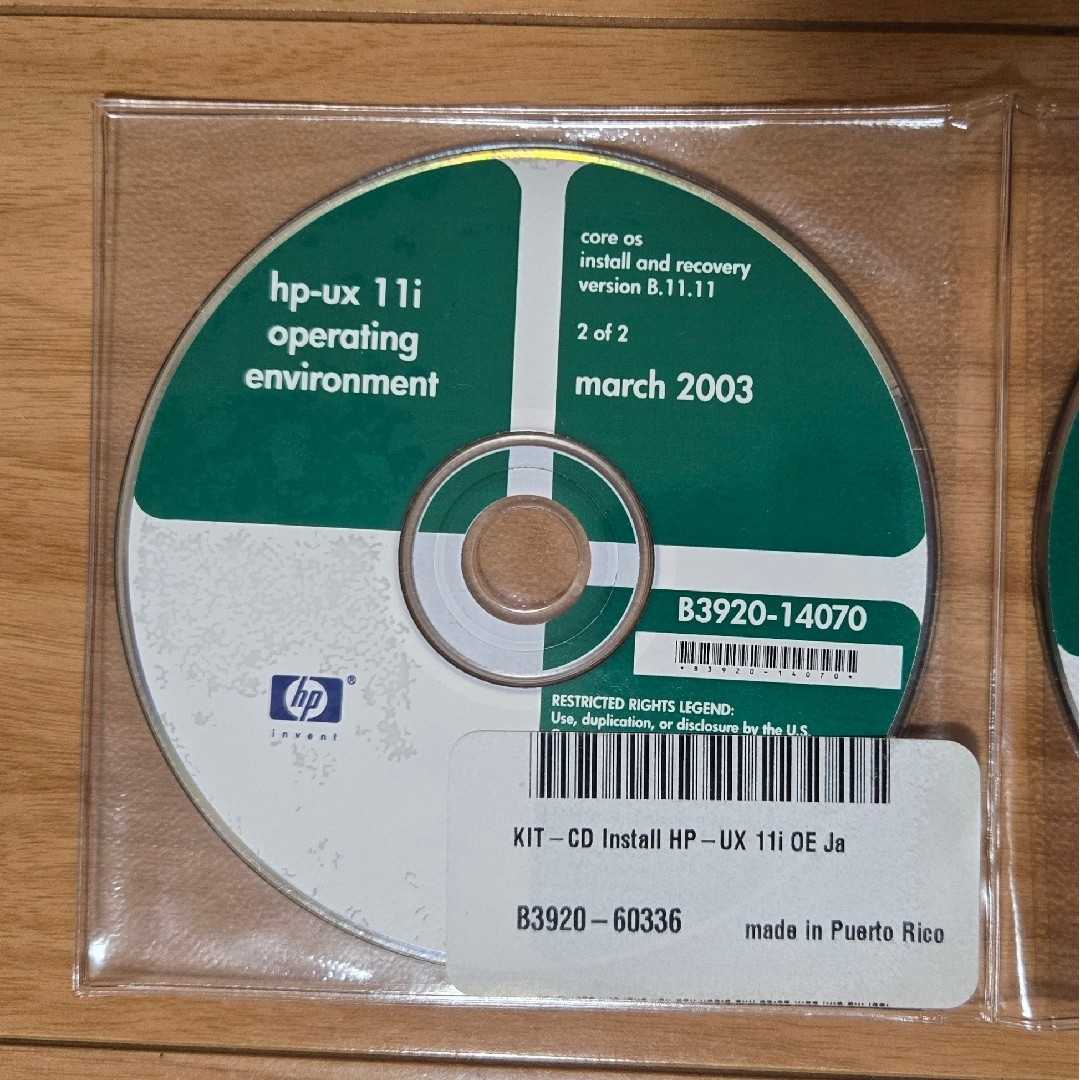 hp-ux 11i
operating
environment
core os
install and recovery
version B.11.11
2 of 2
march 2003
B3920-14070
*B3920-14070*
RESTRICTED RIGHTS LEGEND:
Use, duplication, or disclosure by the U.S.
hp®
invent
KIT-CD Install HP-UX 11i OE Ja
B3920-60336
made in Puerto Rico